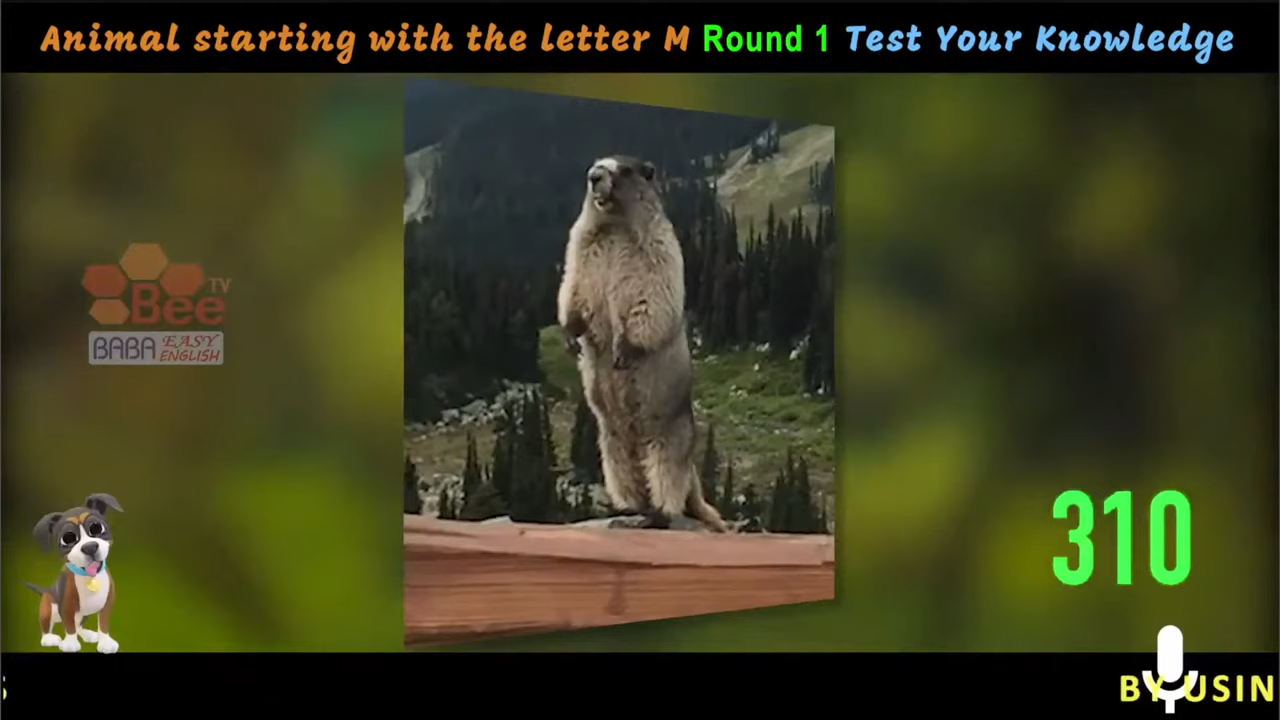 Animal starting with the letter M Round 1 Test Your Knowledge
Bee TV
BABA EASY ENGLISH
310
BY USIN